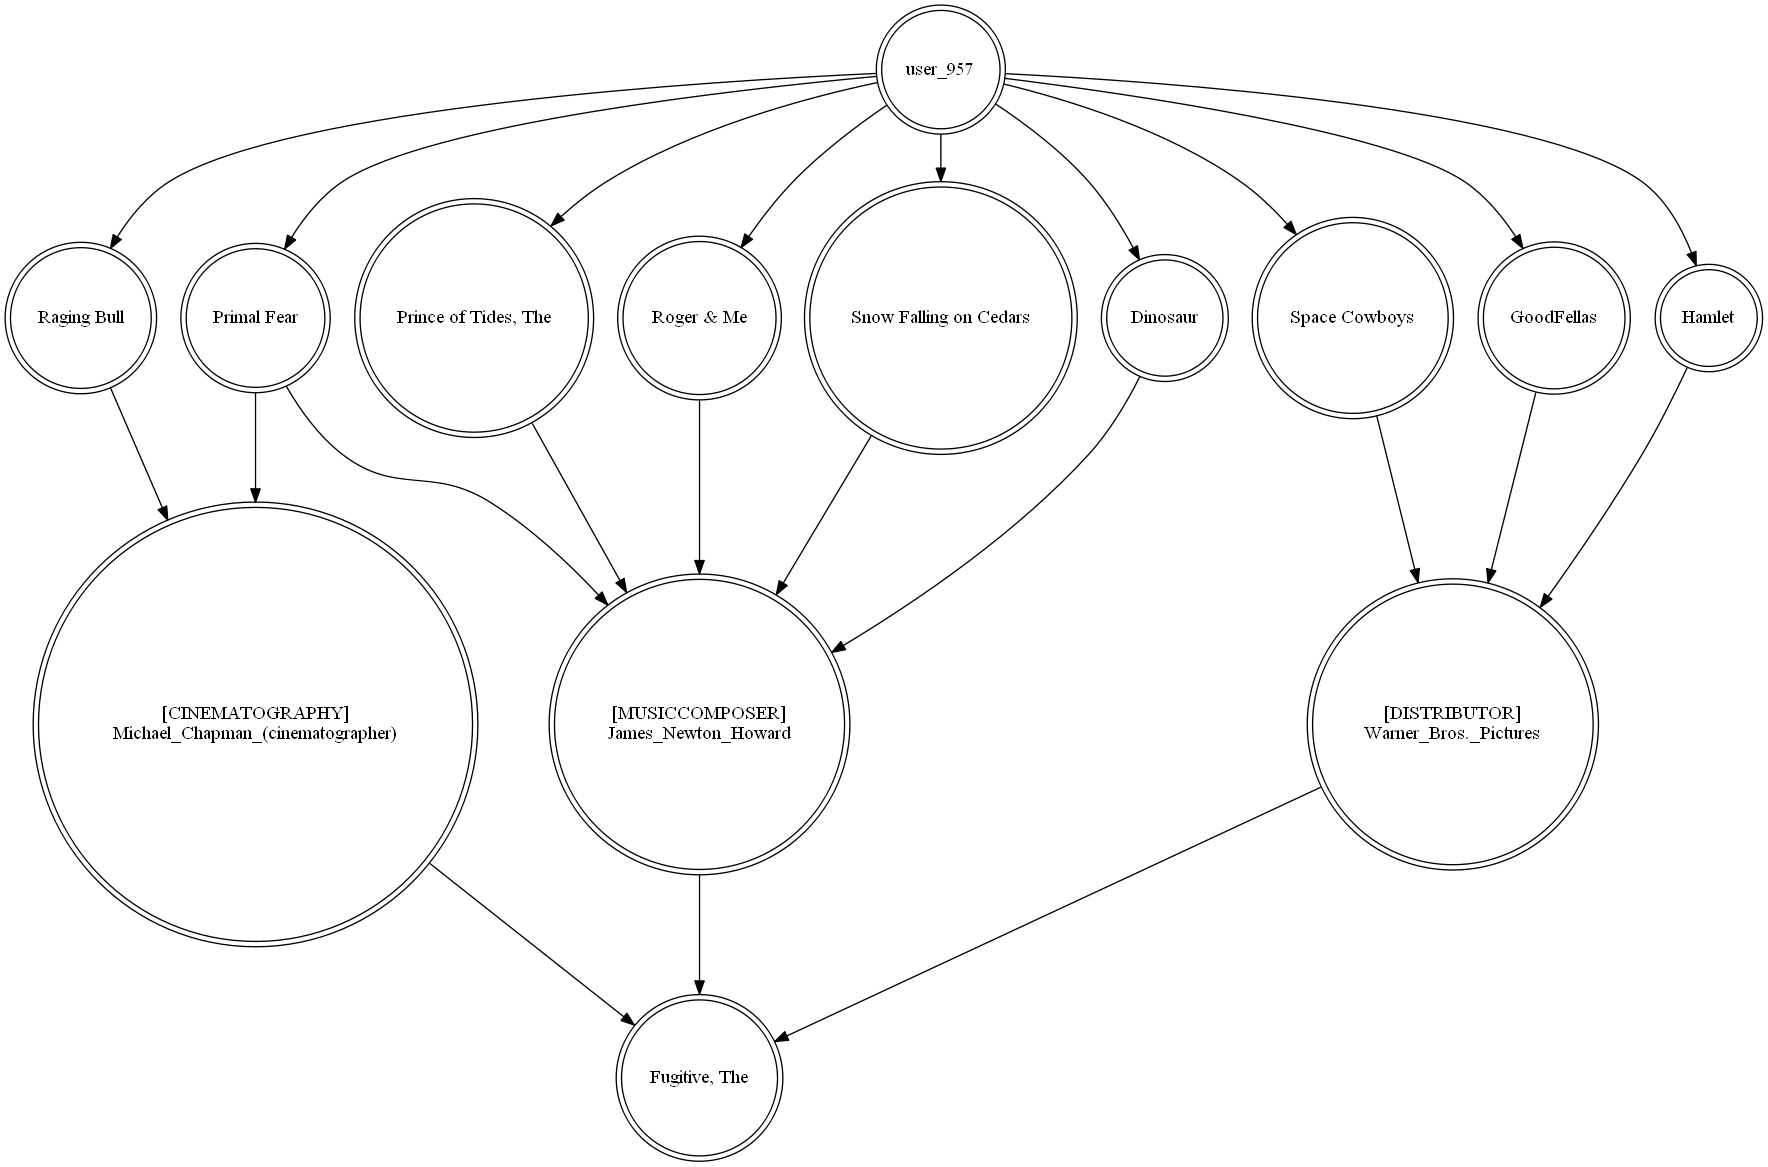 user_957
Raging Bull
Primal Fear
Prince of Tides, The
Roger & Me
Snow Falling on Cedars
Dinosaur
Space Cowboys
GoodFellas
Hamlet
[CINEMATOGRAPHY]
Michael_Chapman_(cinematographer)
[MUSICCOMPOSER]
James_Newton_Howard
[DISTRIBUTOR]
Warner_Bros._Pictures
Fugitive, The